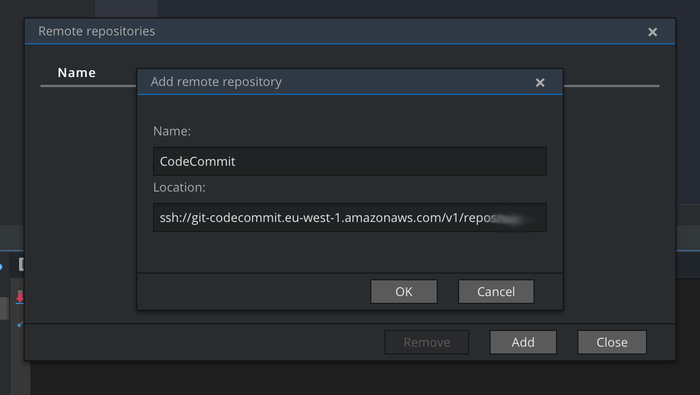 Remote repositories
Name
Add remote repository
Name:
CodeCommit
Location:
ssh://git-codecommit.eu-west-1.amazonaws.com/v1/repos/
OK
Cancel
Remove
Add
Close